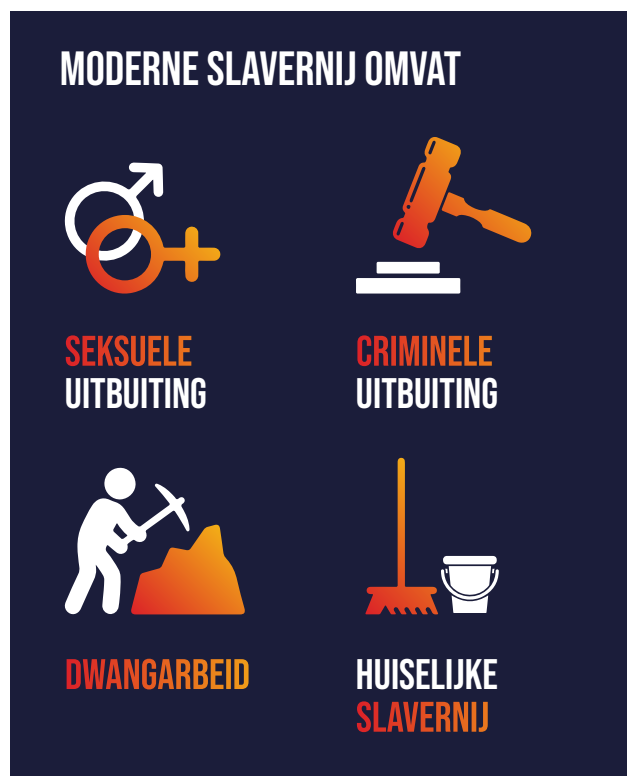 MODERNE SLAVERNIJ OMVAT
SEKSUELE
UITBUITING
CRIMINELE
UITBUITING
DWANGARBEID
HUISELIJKE
SLAVERNIJ